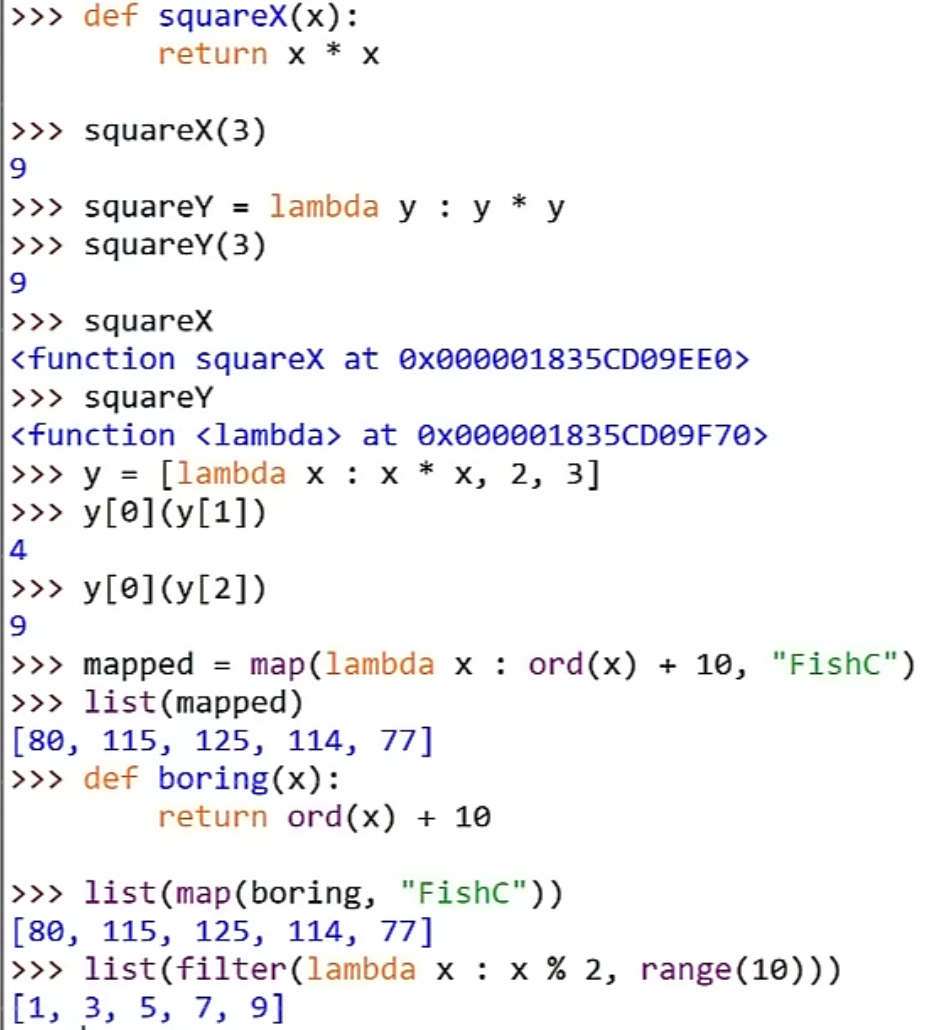 >>> def squareX(x):
        return x * x

>>> squareX(3)
9
>>> squareY = lambda y : y * y
>>> squareY(3)
9
>>> squareX
<function squareX at 0x000001835CD09EE0>
>>> squareY
<function <lambda> at 0x000001835CD09F70>
>>> y = [lambda x : x * x, 2, 3]
>>> y[0](y[1])
4
>>> y[0](y[2])
9
>>> mapped = map(lambda x : ord(x) + 10, "FishC")
>>> list(mapped)
[80, 115, 125, 114, 77]
>>> def boring(x):
        return ord(x) + 10

>>> list(map(boring, "FishC"))
[80, 115, 125, 114, 77]
>>> list(filter(lambda x : x % 2, range(10)))
[1, 3, 5, 7, 9]